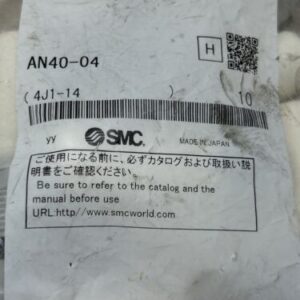 H
AN40-04
( 4J1-14 ) 10
yy SMC. MADE IN JAPAN
ご使用になる前に、必ずカタログおよび取扱い説
明書をご確認ください。
Be sure to refer to the catalog and the
manual before use
URL:http//www.smcworld.com